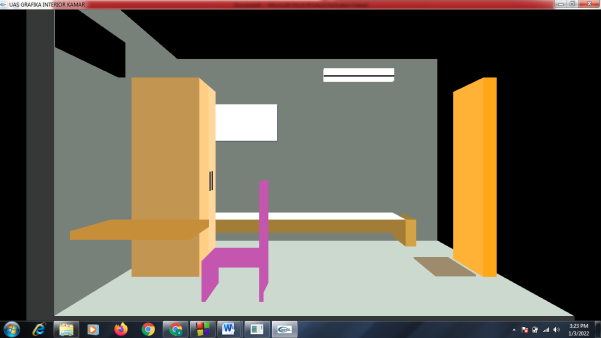 UAS GRAFIKA INTERIOR KAMAR
3:23 PM
1/3/2022